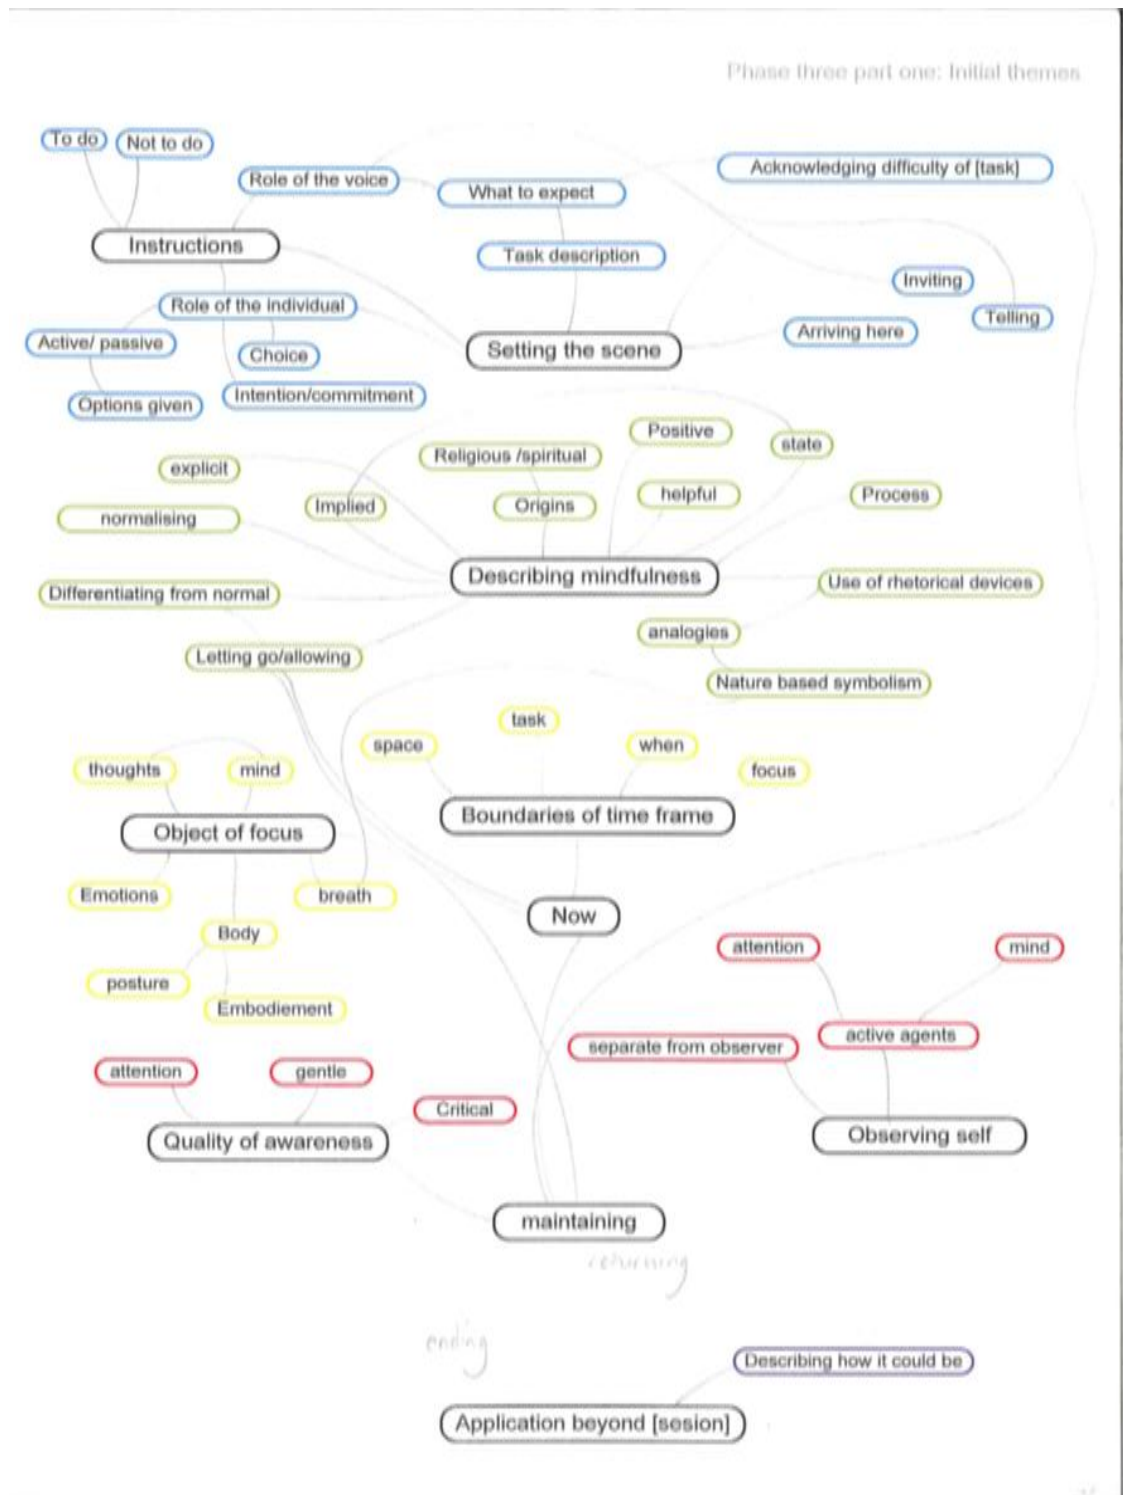 Phase three part one: Initial themes
To do
Not to do
Role of the voice
What to expect
Acknowledging difficulty of [task]
Instructions
Task description
Inviting
Role of the individual
Telling
Active/ passive
Choice
Setting the scene
Arriving here
Options given
Intention/commitment
Positive
state
Religious /spiritual
explicit
Implied
Origins
helpful
Process
normalising
Describing mindfulness
Use of rhetorical devices
Differentiating from normal
analogies
Letting go/allowing
Nature based symbolism
task
space
when
focus
thoughts
mind
Boundaries of time frame
Object of focus
Emotions
breath
Now
Body
attention
mind
posture
Embodiement
separate from observer
active agents
attention
gentle
Critical
Quality of awareness
Observing self
maintaining
returning
ending
Describing how it could be
Application beyond [sesion]